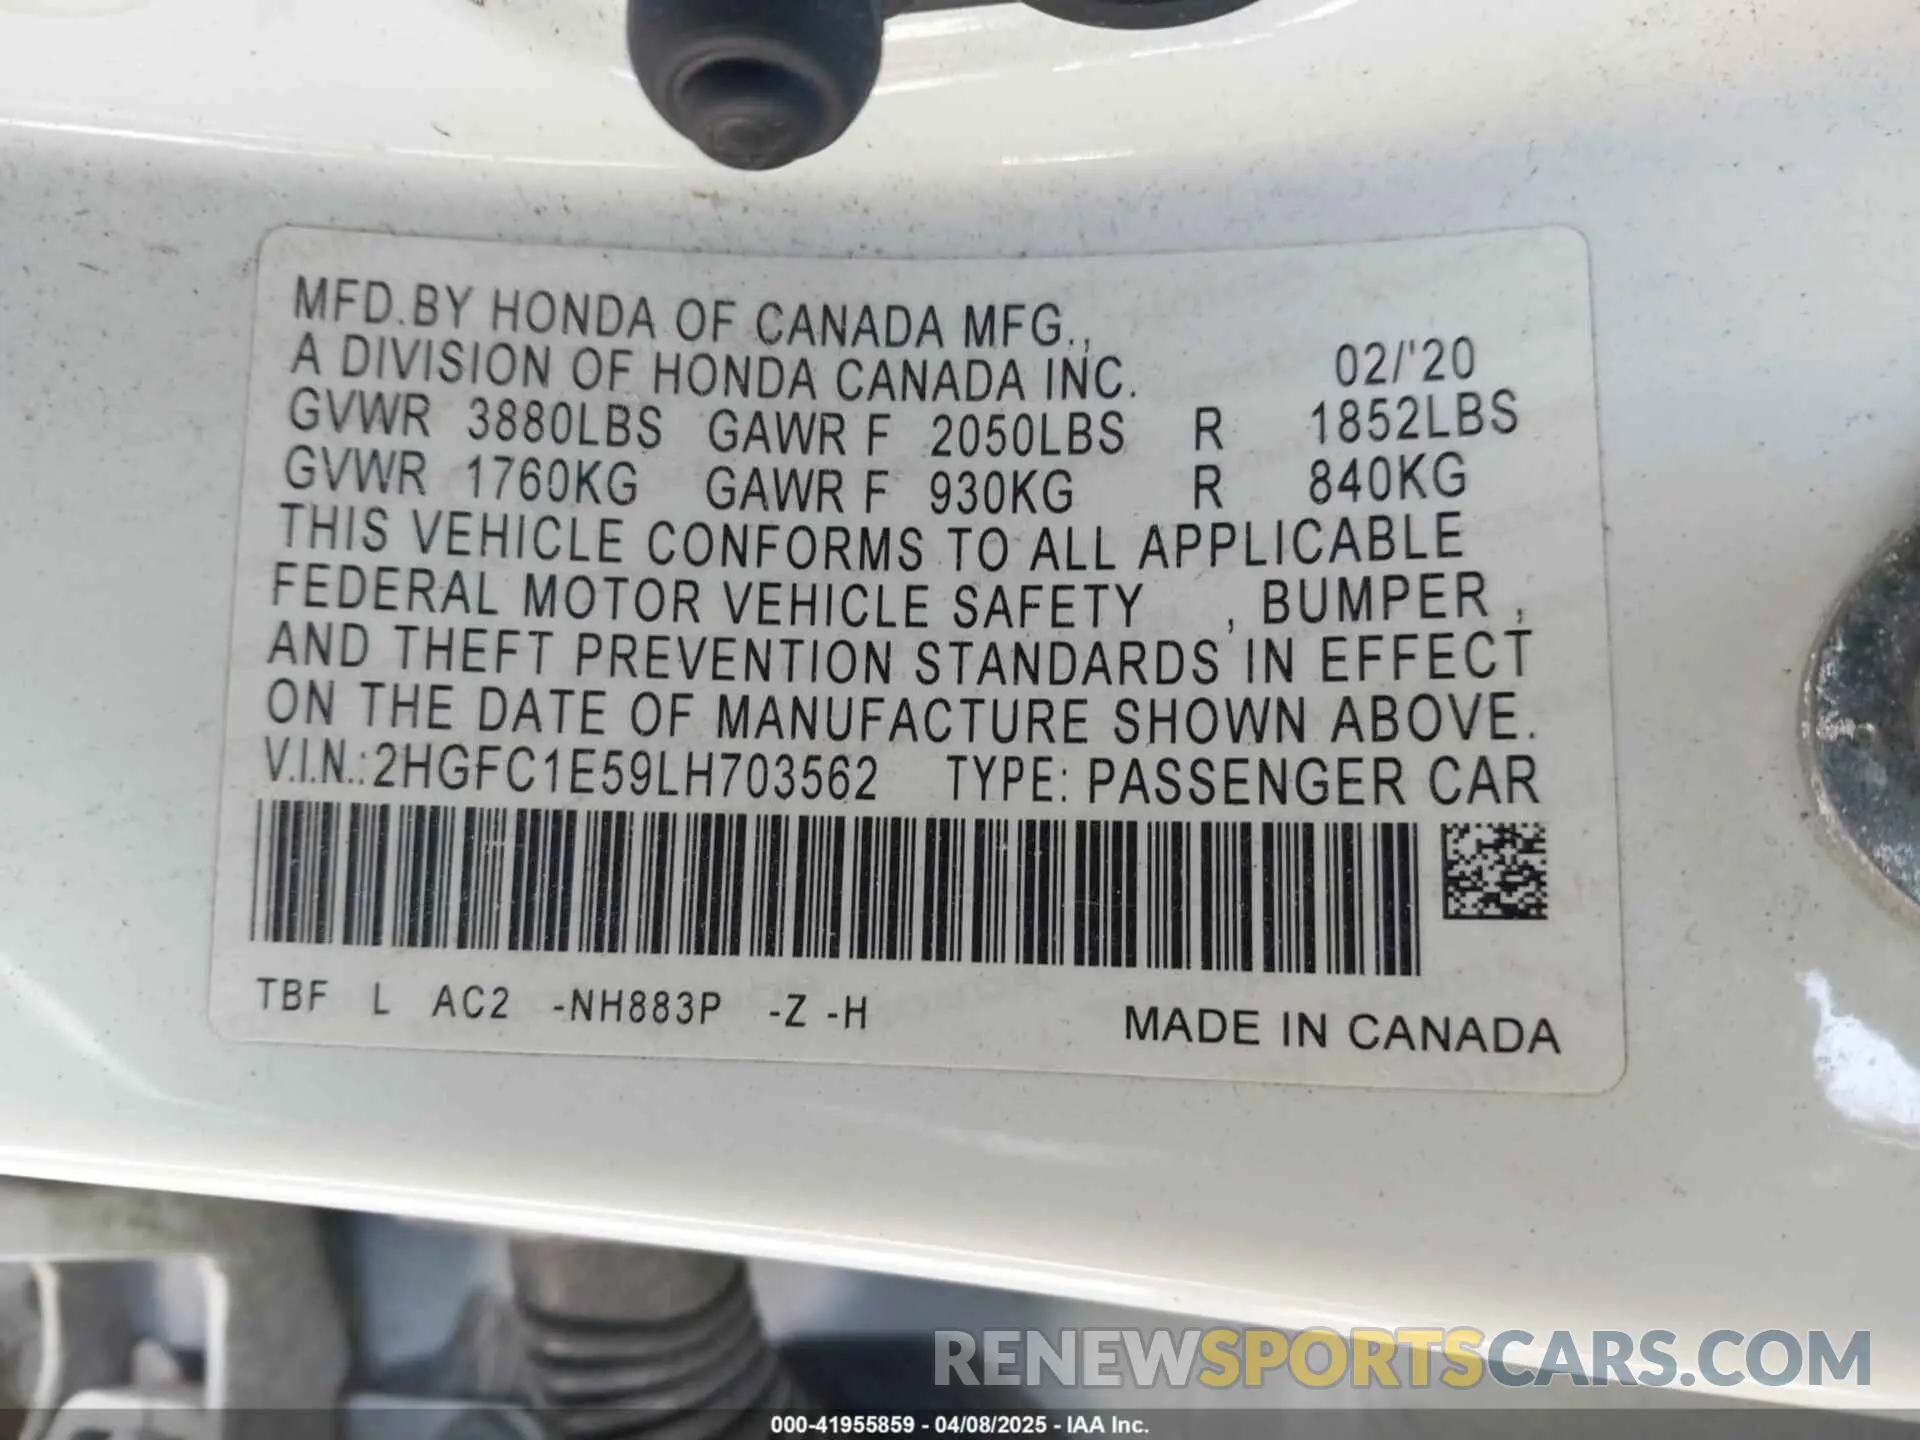 MFD.BY HONDA OF CANADA MFG.,
A DIVISION OF HONDA CANADA INC. 02/'20
GVWR 3880LBS GAWR F 2050LBS R 1852LBS
GVWR 1760KG GAWR F 930KG R 840KG
THIS VEHICLE CONFORMS TO ALL APPLICABLE
FEDERAL MOTOR VEHICLE SAFETY , BUMPER ,
AND THEFT PREVENTION STANDARDS IN EFFECT
ON THE DATE OF MANUFACTURE SHOWN ABOVE.
V.I.N.:2HGFC1E59LH703562 TYPE: PASSENGER CAR
TBF L AC2 -NH883P -Z -H
MADE IN CANADA
RENEWSPORTSCARS.COM
000-41955859 - 04/08/2025 - IAA Inc.